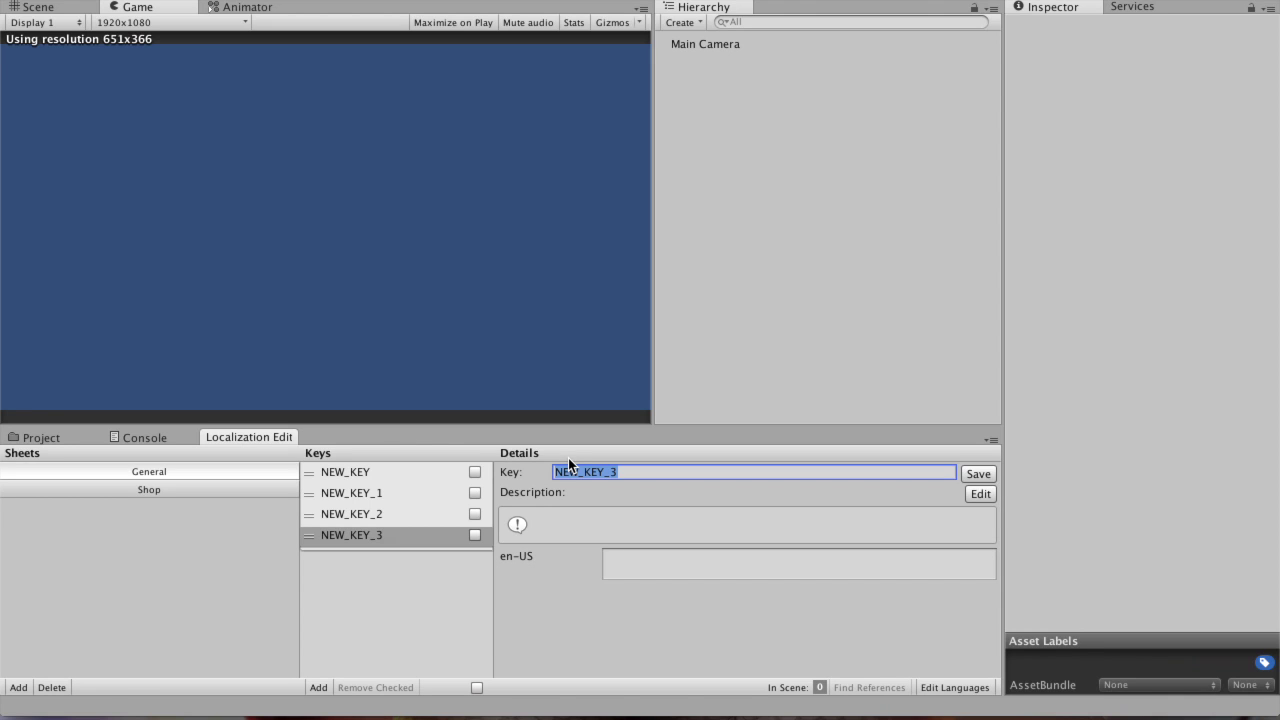 Scene Game Animator
Display 1 1920x1080 Maximize on Play Mute audio Stats Gizmos
Using resolution 651x366
Hierarchy
Create All
Main Camera
Inspector Services
Project Console Localization Edit
Sheets
General
Shop
Add Delete
Keys
NEW_KEY
NEW_KEY_1
NEW_KEY_2
NEW_KEY_3
Add Remove Checked
Details
Key: NEW_KEY_3 Save
Description: Edit
en-US
In Scene: 0 Find References Edit Languages
Asset Labels
AssetBundle None None